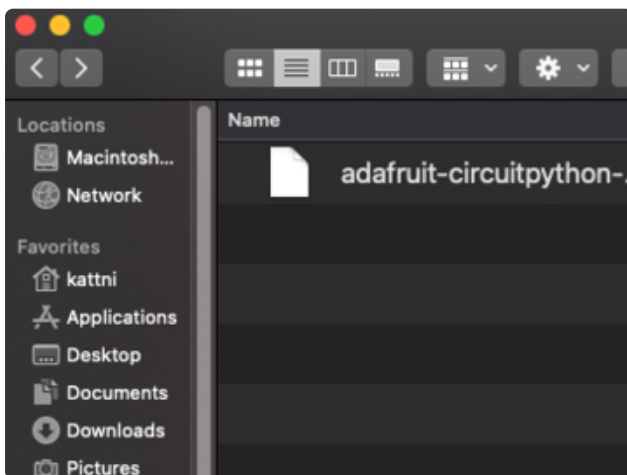 Locations
Macintosh...
Network
Favorites
kattni
Applications
Desktop
Documents
Downloads
Pictures
Name
adafruit-circuitpython-.